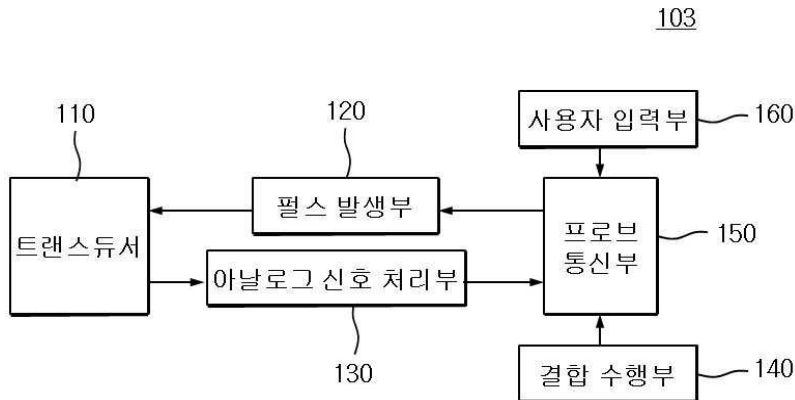 103
110
120
사용자 입력부
160
트랜스듀서
펄스 발생부
프로브
통신부
150
아날로그 신호 처리부
130
결합 수행부
140